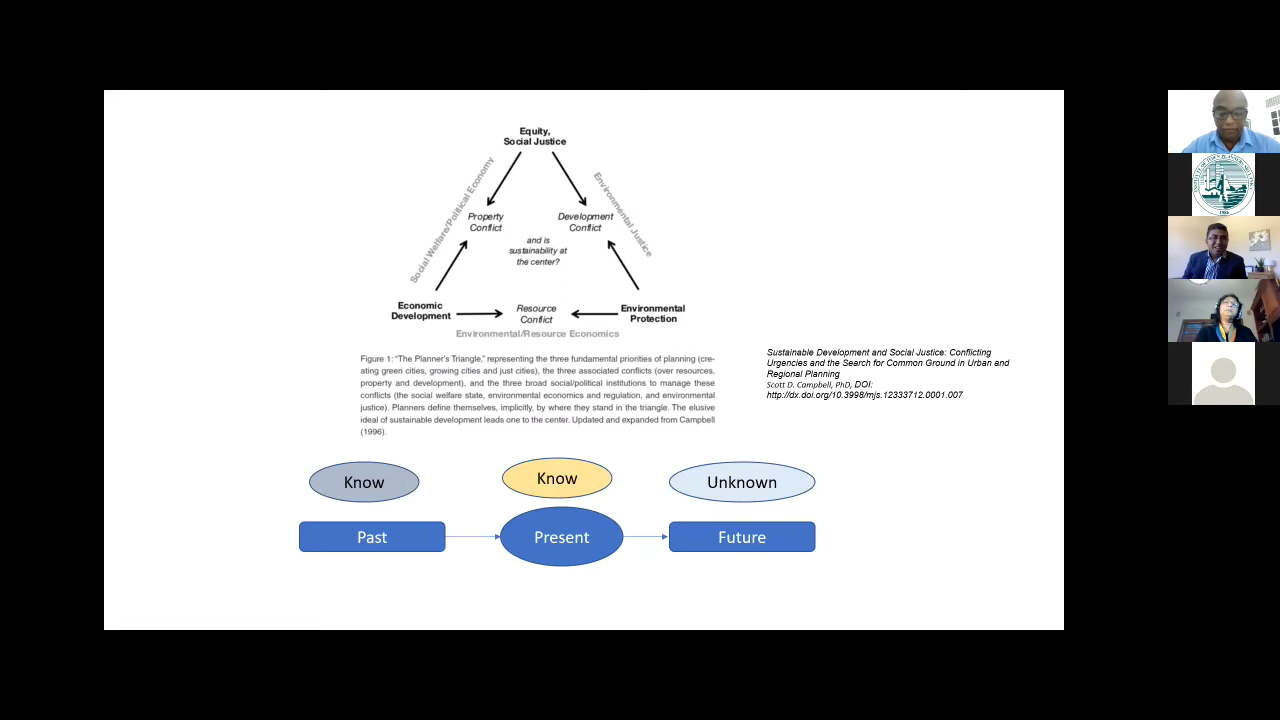 Equity,
Social Justice
Social Welfare/Political Economy
Environmental Justice
Property
Conflict
Development
Conflict
and is
sustainability at
the center?
Economic
Development
Resource
Conflict
Environmental
Protection
Environmental/Resource Economics
Figure 1: “The Planner’s Triangle,” representing the three fundamental priorities of planning (cre-
ating green cities, growing cities and just cities), the three associated conflicts (over resources,
property and development), and the three broad social/political institutions to manage these
conflicts (the social welfare state, environmental economics and regulation, and environmental
justice). Planners define themselves, implicitly, by where they stand in the triangle. The elusive
ideal of sustainable development leads one to the center. Updated and expanded from Campbell
(1996).
Sustainable Development and Social Justice: Conflicting
Urgencies and the Search for Common Ground in Urban and
Regional Planning
Scott D. Campbell, PhD, DOI:
http://dx.doi.org/10.3998/mjs.12333712.0001.007
Know
Know
Unknown
Past
Present
Future
1986